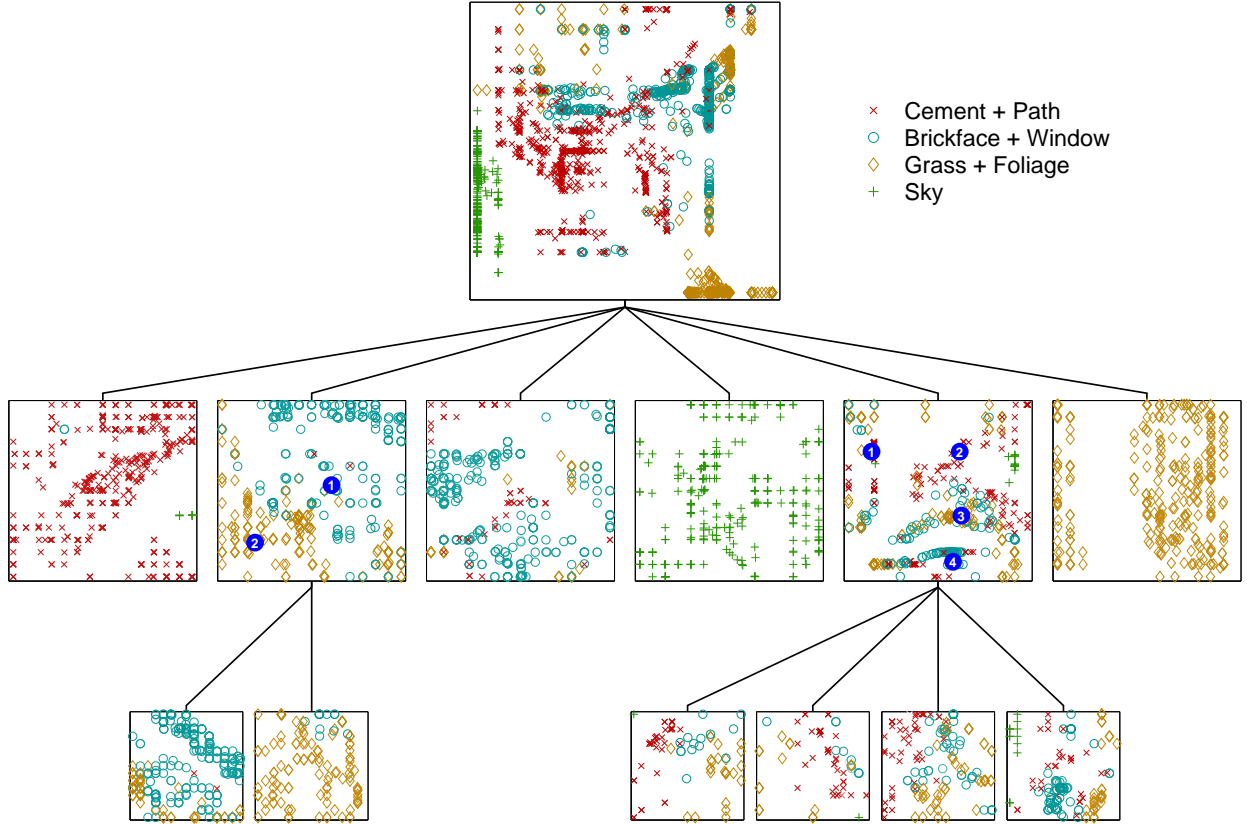 Cement + Path
Brickface + Window
Grass + Foliage
Sky
1
2
1
2
3
4